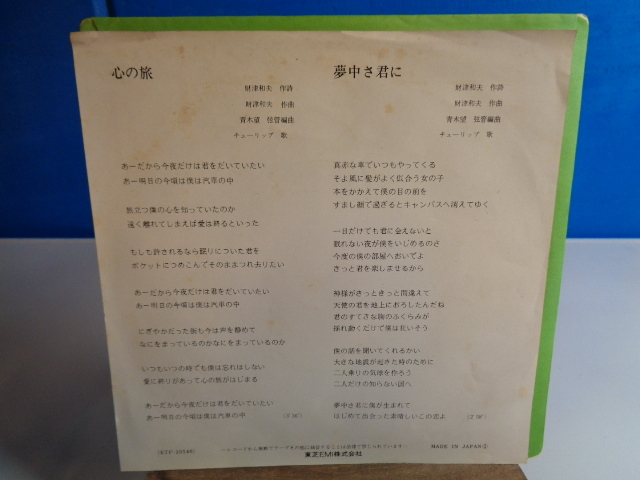 心の旅
財津和夫 作詩
財津和夫 作曲
青木望 弦管編曲
チューリップ 歌
あーだから今夜だけは君をだいていたい
あー明日の今頃は僕は汽車の中
旅立つ僕の心を知っていたのか
遠く離れてしまえば愛は終るといった
もしも許されるなら眠りについた君を
ポケットにつめこんでそのままつれ去りたい
あーだから今夜だけは君をだいていたい
あー明日の今頃は僕は汽車の中
にぎやかだった街も今は声を静めて
なにをまっているのかなにをまっているのか
いつもいつの時でも僕は忘れはしない
愛に終りがあって心の旅がはじまる
あーだから今夜だけは君をだいていたい
あー明日の今頃は僕は汽車の中
夢中さ君に
財津和夫 作詩
財津和夫 作曲
青木望 弦管編曲
チューリップ 歌
真赤な車でいつもやってくる
そよ風に髪がよく似合う女の子
本をかかえて僕の目の前を
すまし顔で過ぎるとキャンパスへ消えてゆく
一日だけでも君に会えないと
眠れない夜が僕をいじめるのさ
今度の僕の部屋へおいでよ
きっと君を楽しませるから
神様がきっときっと間違えて
天使の君を地上におろしたんだね
君のすてきな胸のふくらみが
揺れ動くだけで僕は狂いそう
僕の話を聞いてくれるかい
大きな地震が起きた時のために
二人乗りの気球を作ろう
二人だけの知らない国へ
夢中さ君に僕が生まれて
はじめて出会った素晴しいこの恋よ
(ETP-20240)
東芝EMI株式会社
MADE IN JAPAN